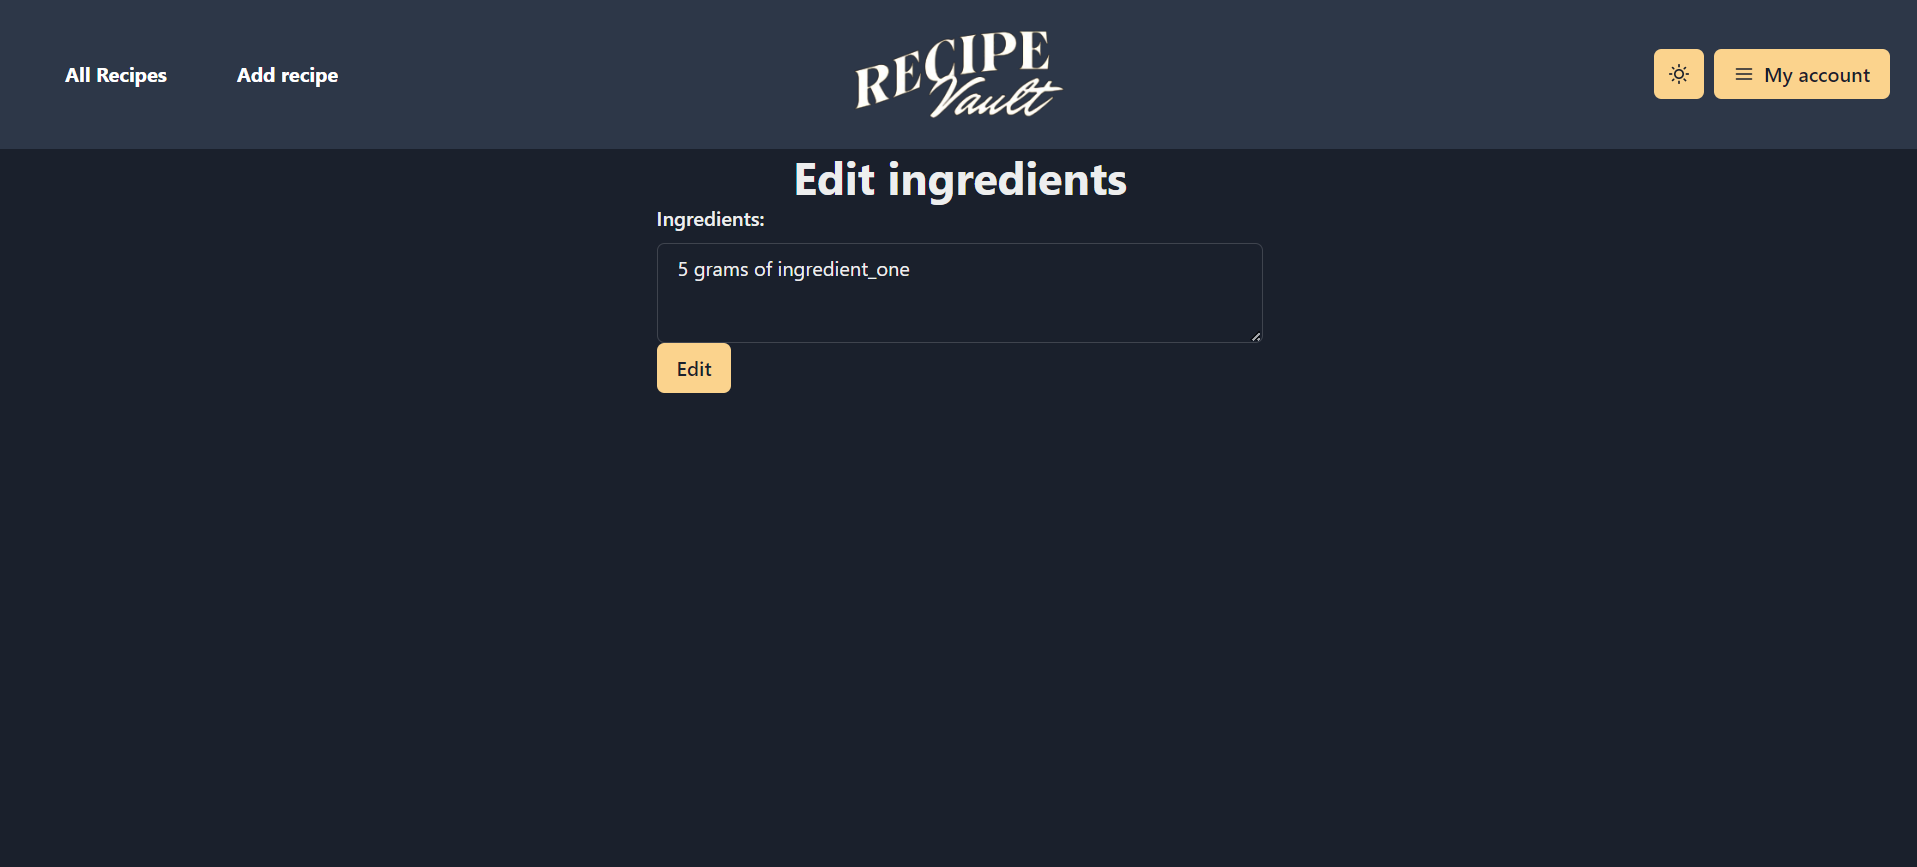 All Recipes
Add recipe
RECIPE
Vault
My account
Edit ingredients
Ingredients:
5 grams of ingredient_one
Edit